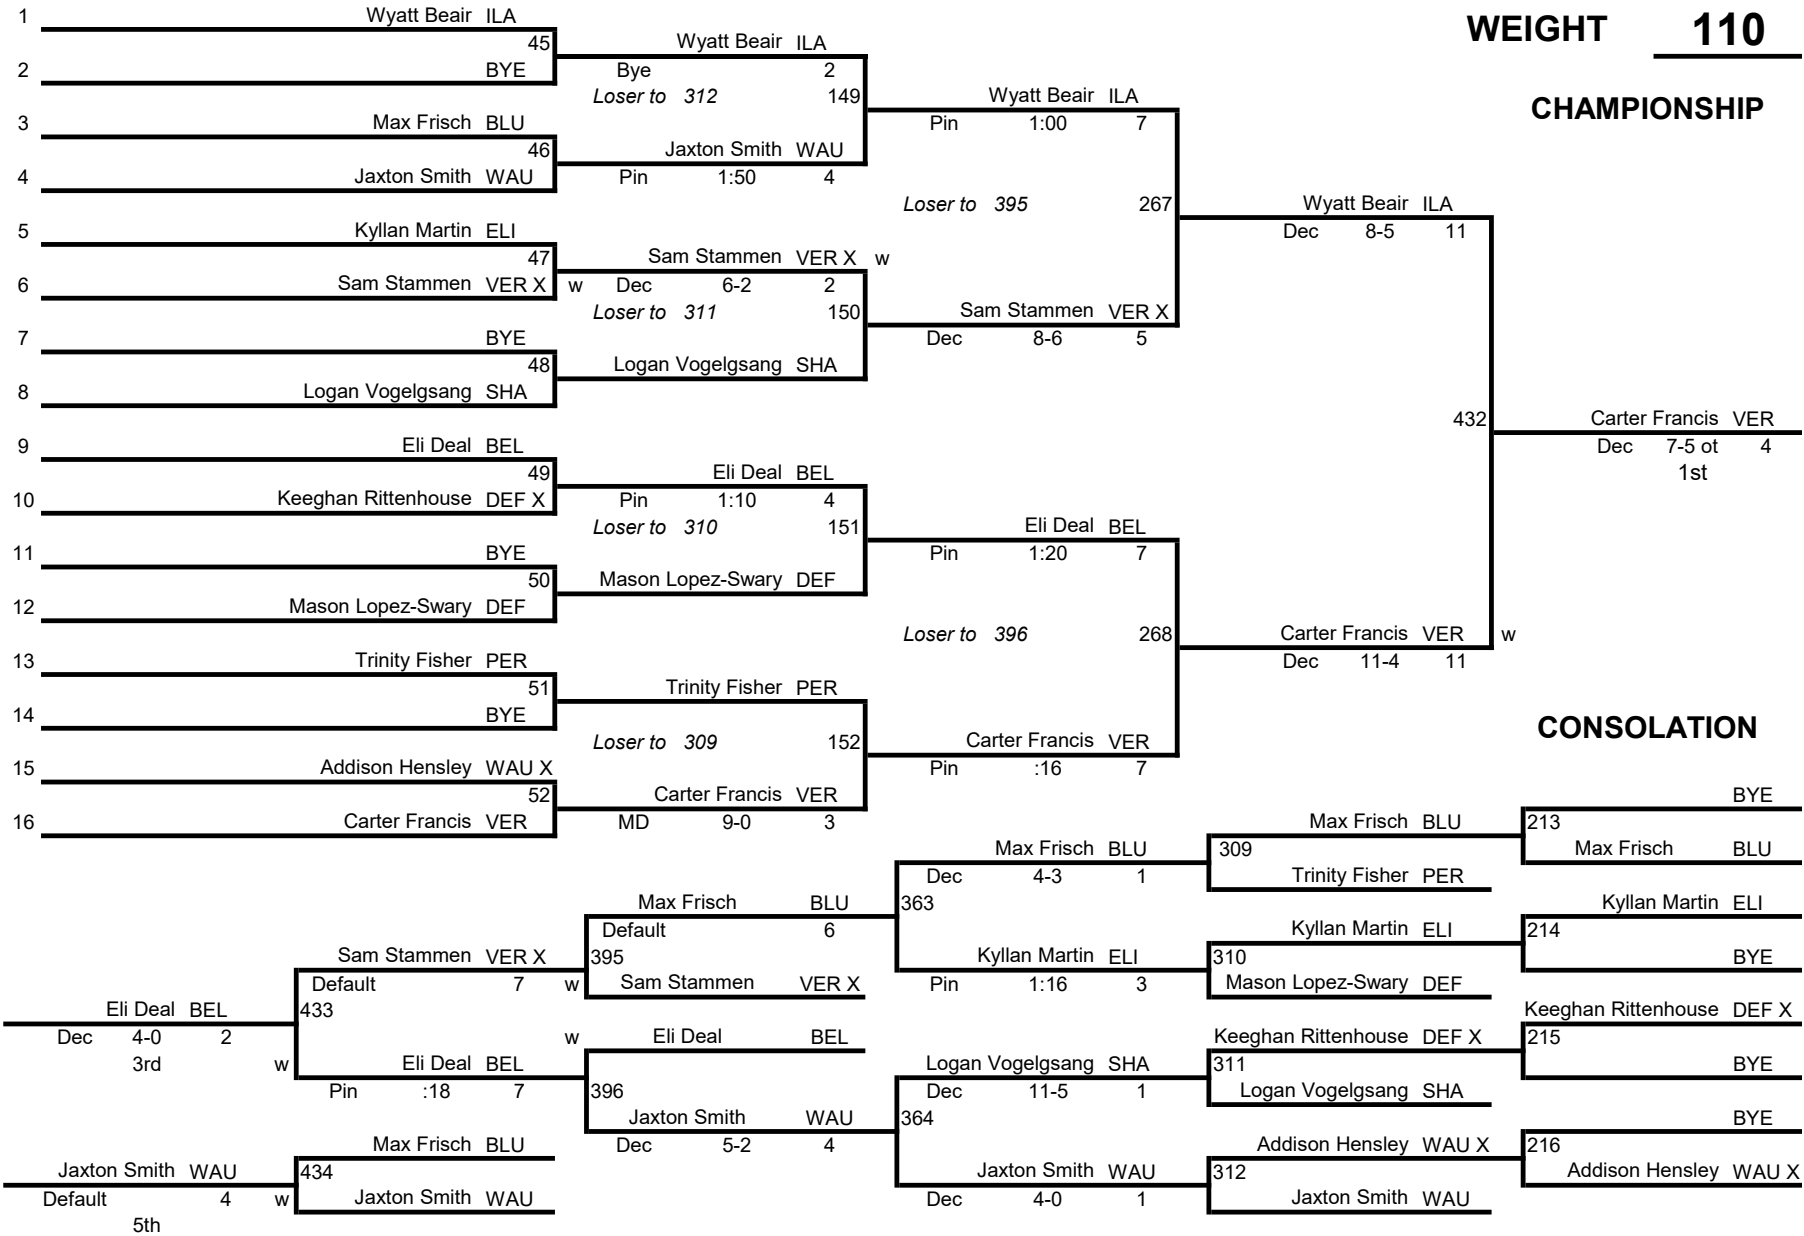 WEIGHT 110
CHAMPIONSHIP
1 Wyatt Beair ILA
45
2 BYE
Wyatt Beair ILA
Bye 2
Loser to 312 149
3 Max Frisch BLU
46
4 Jaxton Smith WAU
Jaxton Smith WAU
Pin 1:50 4
Wyatt Beair ILA
Pin 1:00 7
Loser to 395 267
5 Kyllan Martin ELI
47
6 Sam Stammen VER X w
Sam Stammen VER X w
Dec 6-2 2
Loser to 311 150
7 BYE
48
8 Logan Vogelgsang SHA
Logan Vogelgsang SHA
Sam Stammen VER X
Dec 8-6 5
Wyatt Beair ILA
Dec 8-5 11
432
Carter Francis VER
Dec 7-5 ot 4
1st
9 Eli Deal BEL
49
10 Keeghan Rittenhouse DEF X
Eli Deal BEL
Pin 1:10 4
Loser to 310 151
11 BYE
50
12 Mason Lopez-Swary DEF
Mason Lopez-Swary DEF
Eli Deal BEL
Pin 1:20 7
Loser to 396 268
13 Trinity Fisher PER
51
14 BYE
Trinity Fisher PER
Loser to 309 152
15 Addison Hensley WAU X
52
16 Carter Francis VER
Carter Francis VER
MD 9-0 3
Carter Francis VER
Pin :16 7
Carter Francis VER w
Dec 11-4 11
CONSOLATION
BYE
213
Max Frisch BLU
Max Frisch BLU
309
Trinity Fisher PER
Max Frisch BLU
Dec 4-3 1
363
Kyllan Martin ELI
214
BYE
Kyllan Martin ELI
310
Mason Lopez-Swary DEF
Kyllan Martin ELI
Pin 1:16 3
Max Frisch BLU
Default 6
395
w Sam Stammen VER X
Sam Stammen VER X
Default 7
433
Keeghan Rittenhouse DEF X
215
BYE
Keeghan Rittenhouse DEF X
311
Logan Vogelgsang SHA
Logan Vogelgsang SHA
Dec 11-5 1
364
BYE
216
Addison Hensley WAU X
Addison Hensley WAU X
312
Jaxton Smith WAU
Jaxton Smith WAU
Dec 4-0 1
w Eli Deal BEL
396
Jaxton Smith WAU
Dec 5-2 4
w Eli Deal BEL
Pin :18 7
Eli Deal BEL
Dec 4-0 2
3rd
Max Frisch BLU
434
w Jaxton Smith WAU
Jaxton Smith WAU
Default 4
5th